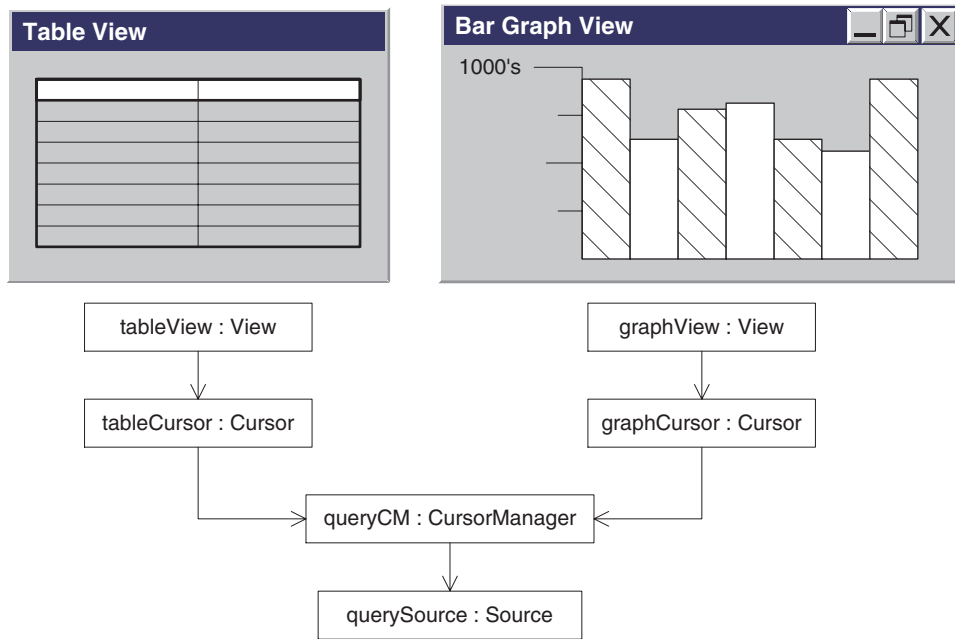 Table View
Bar Graph View
1000's
tableView : View
graphView : View
tableCursor : Cursor
graphCursor : Cursor
queryCM : CursorManager
querySource : Source